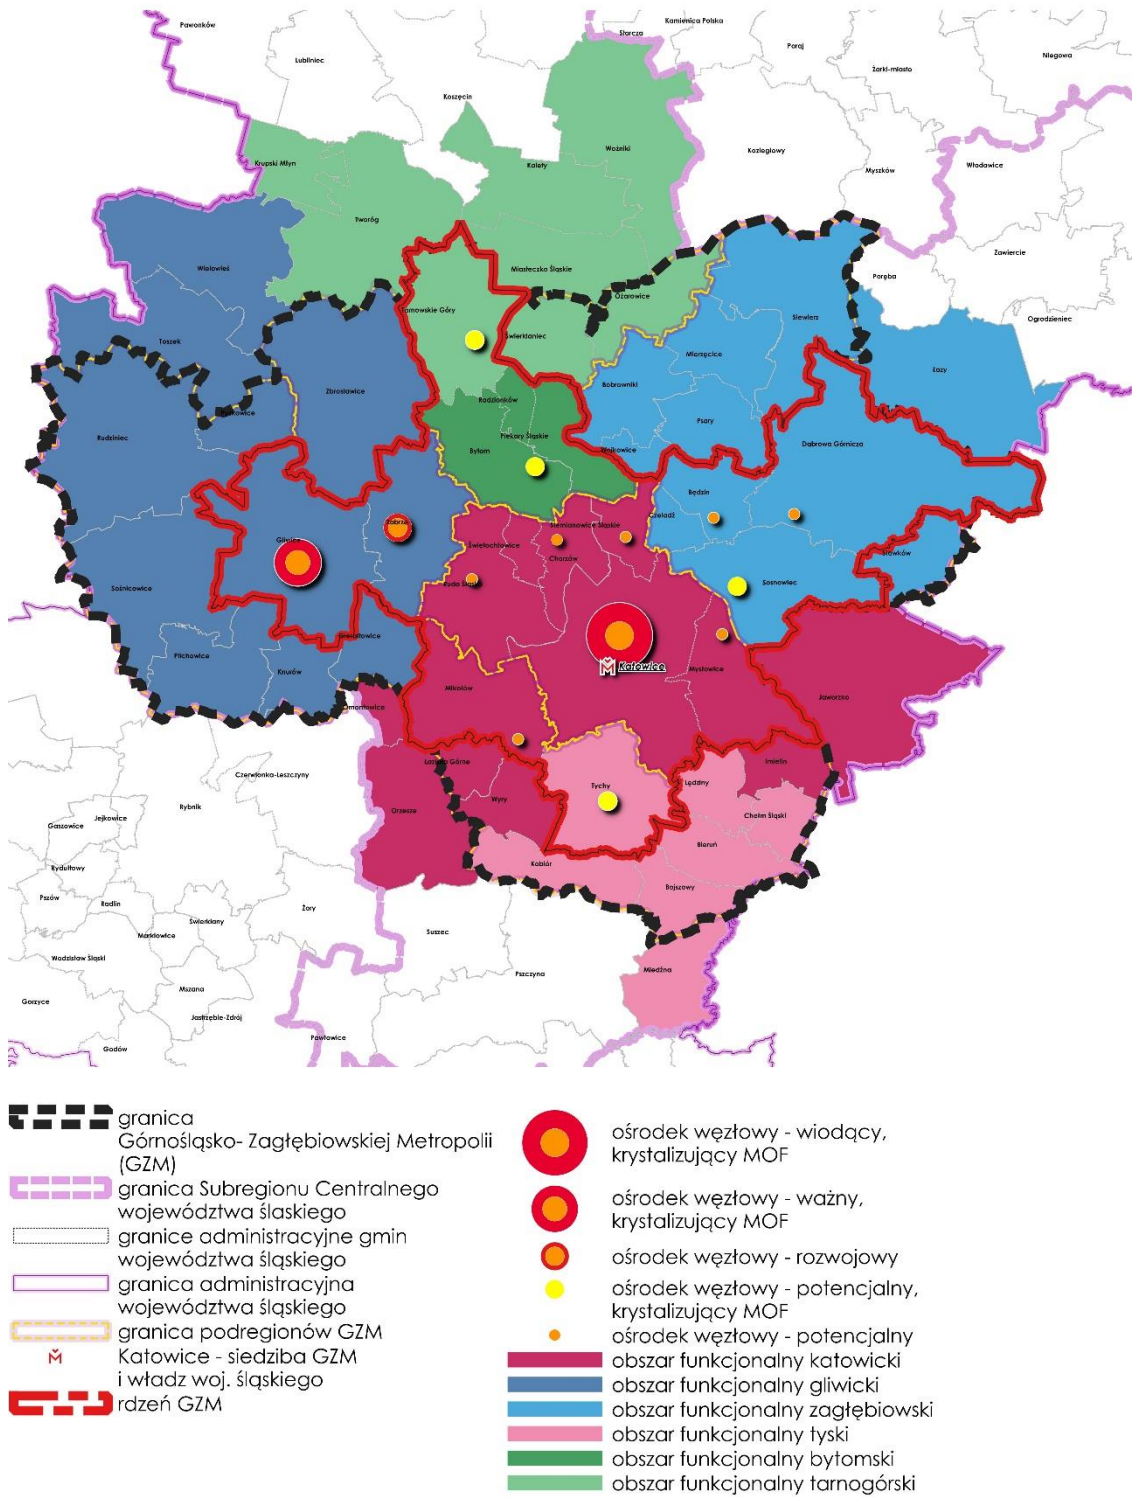 Pawonków
Kamienica Polska
Starcza
Lubliniec
Poraj
Niegowa
Żarki-miasto
Koszęcin
Woźniki
Koziegłowy
Krupski Młyn
Kalety
Myszków
Włodowice
Tworóg
Wielowieś
Miasteczko Śląskie
Zawiercie
Poręba
Ożarowice
Tarnowskie Góry
Świerklaniec
Siewierz
Ogrodzieniec
Toszek
Mierzęcice
Łazy
Zbrosławice
Bobrowniki
Radzionków
Pyskowice
Psary
Rudziniec
Piekary Śląskie
Dąbrowa Górnicza
Bytom
Wojkowice
Będzin
Czeladź
Zabrze
Siemianowice Śląskie
Gliwice
Świętochłowice
Chorzów
Sławków
Sośnicowice
Ruda Śląska
Sosnowiec
Gierałtowice
Pilchowice
Katowice
Mysłowice
Knurów
Mikołów
Jaworzno
Ornontowice
Łaziska Górne
Imielin
Czerwionka-Leszczyny
Tychy
Lędziny
Rybnik
Orzesze
Wyry
Chełm Śląski
Jejkowice
Gaszowice
Bieruń
Kobiór
Rydułtowy
Bojszowy
Pszów
Radlin
Żory
Świerklany
Suszec
Marklowice
Wodzisław Śląski
Pszczyna
Miedźna
Mszana
Gorzyce
Jastrzębie-Zdrój
Pawłowice
Godów
granica
Górnośląsko- Zagłębiowskiej Metropolii
(GZM)
granica Subregionu Centralnego
województwa ślaskiego
granice administracyjne gmin
województwa śląskiego
granica administracyjna
województwa śląskiego
granica podregionów GZM
Katowice - siedziba GZM
i władz woj. śląskiego
rdzeń GZM
ośrodek węzłowy - wiodący,
krystalizujący MOF
ośrodek węzłowy - ważny,
krystalizujący MOF
ośrodek węzłowy - rozwojowy
ośrodek węzłowy - potencjalny,
krystalizujący MOF
ośrodek węzłowy - potencjalny
obszar funkcjonalny katowicki
obszar funkcjonalny gliwicki
obszar funkcjonalny zagłębiowski
obszar funkcjonalny tyski
obszar funkcjonalny bytomski
obszar funkcjonalny tarnogórski